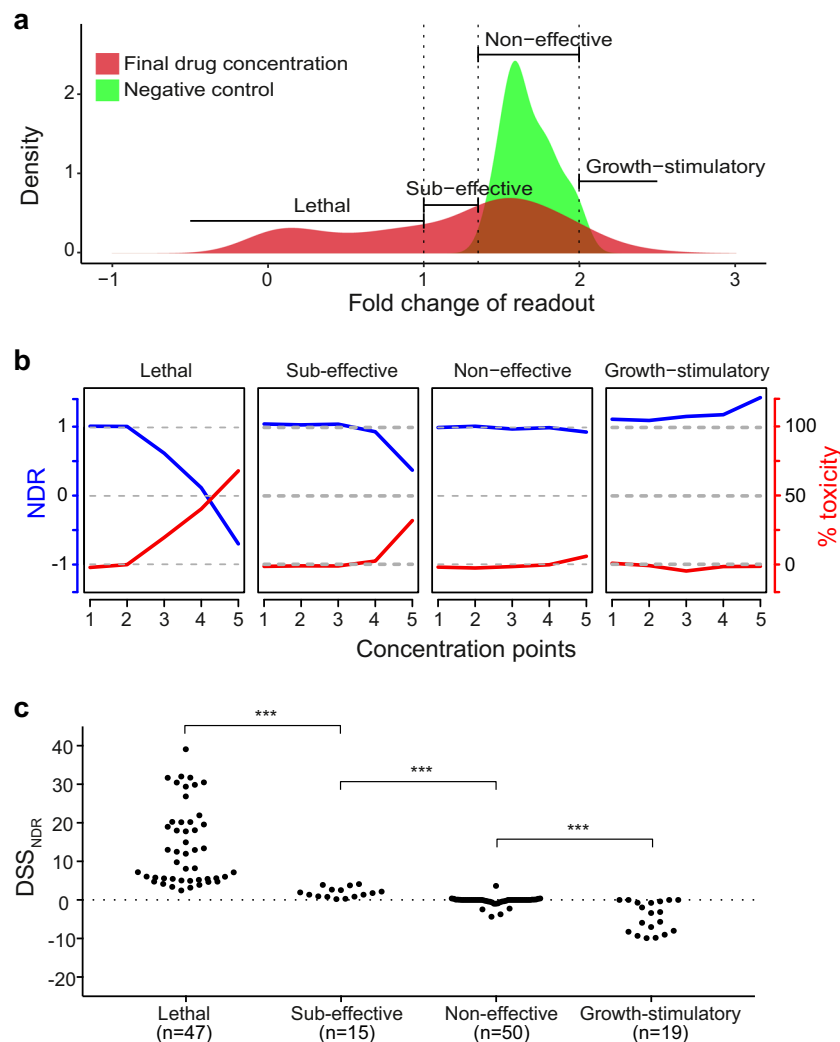 a
Non-effective
Final drug concentration
Negative control
Growth-stimulatory
Sub-effective
Lethal
Density
2
1
0
−1
0
1
2
3
Fold change of readout
b
Lethal
Sub-effective
Non-effective
Growth-stimulatory
NDR
1
0
-1
100
50
0
% toxicity
1 2 3 4 5
1 2 3 4 5
1 2 3 4 5
1 2 3 4 5
Concentration points
c
***
***
***
DSSNDR
40
30
20
10
0
-10
-20
Lethal
(n=47)
Sub-effective
(n=15)
Non-effective
(n=50)
Growth-stimulatory
(n=19)